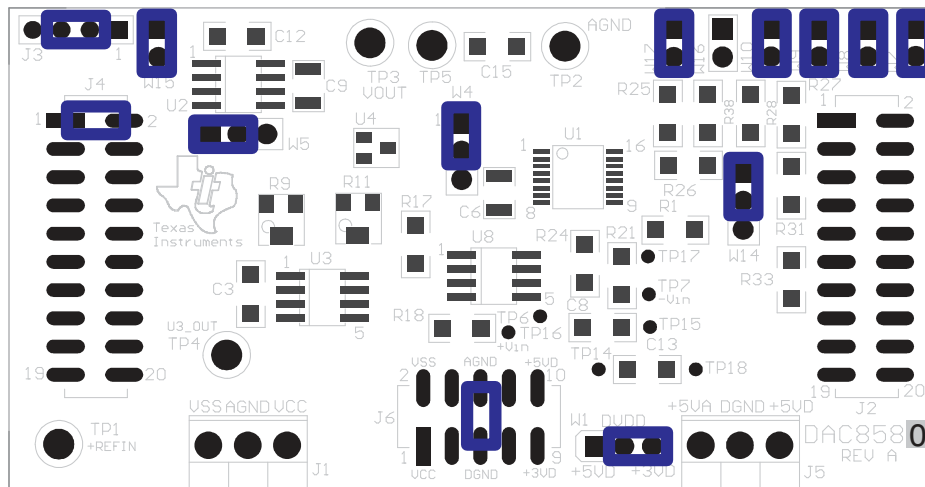 J3
1
W15
C12
1
U2
C9
TP3
VOUT
TP5
C15
TP2
AGND
W17
W16
W10
R25
R38
R28
R27
1
2
J4
1
2
W5
U4
W4
1
U1
1
16
8
9
C6
R26
R31
W14
R33
Texas
Instruments
R9
R11
R17
R24
R21
R1
TP17
U8
1
5
TP7
-Vin
C3
U3
1
5
C8
U3_OUT
TP4
R18
TP6
+Vin
TP16
TP15
TP14
C13
TP18
19
20
19
20
J2
VSS
AGND
+5VD
2
10
J6
1
9
VCC
DGND
+3VD
W1
DVDD
+5VD
+3VD
TP1
+REFIN
VSS AGND VCC
J1
+5VA DGND +5VD
J5
DAC8580
REV A